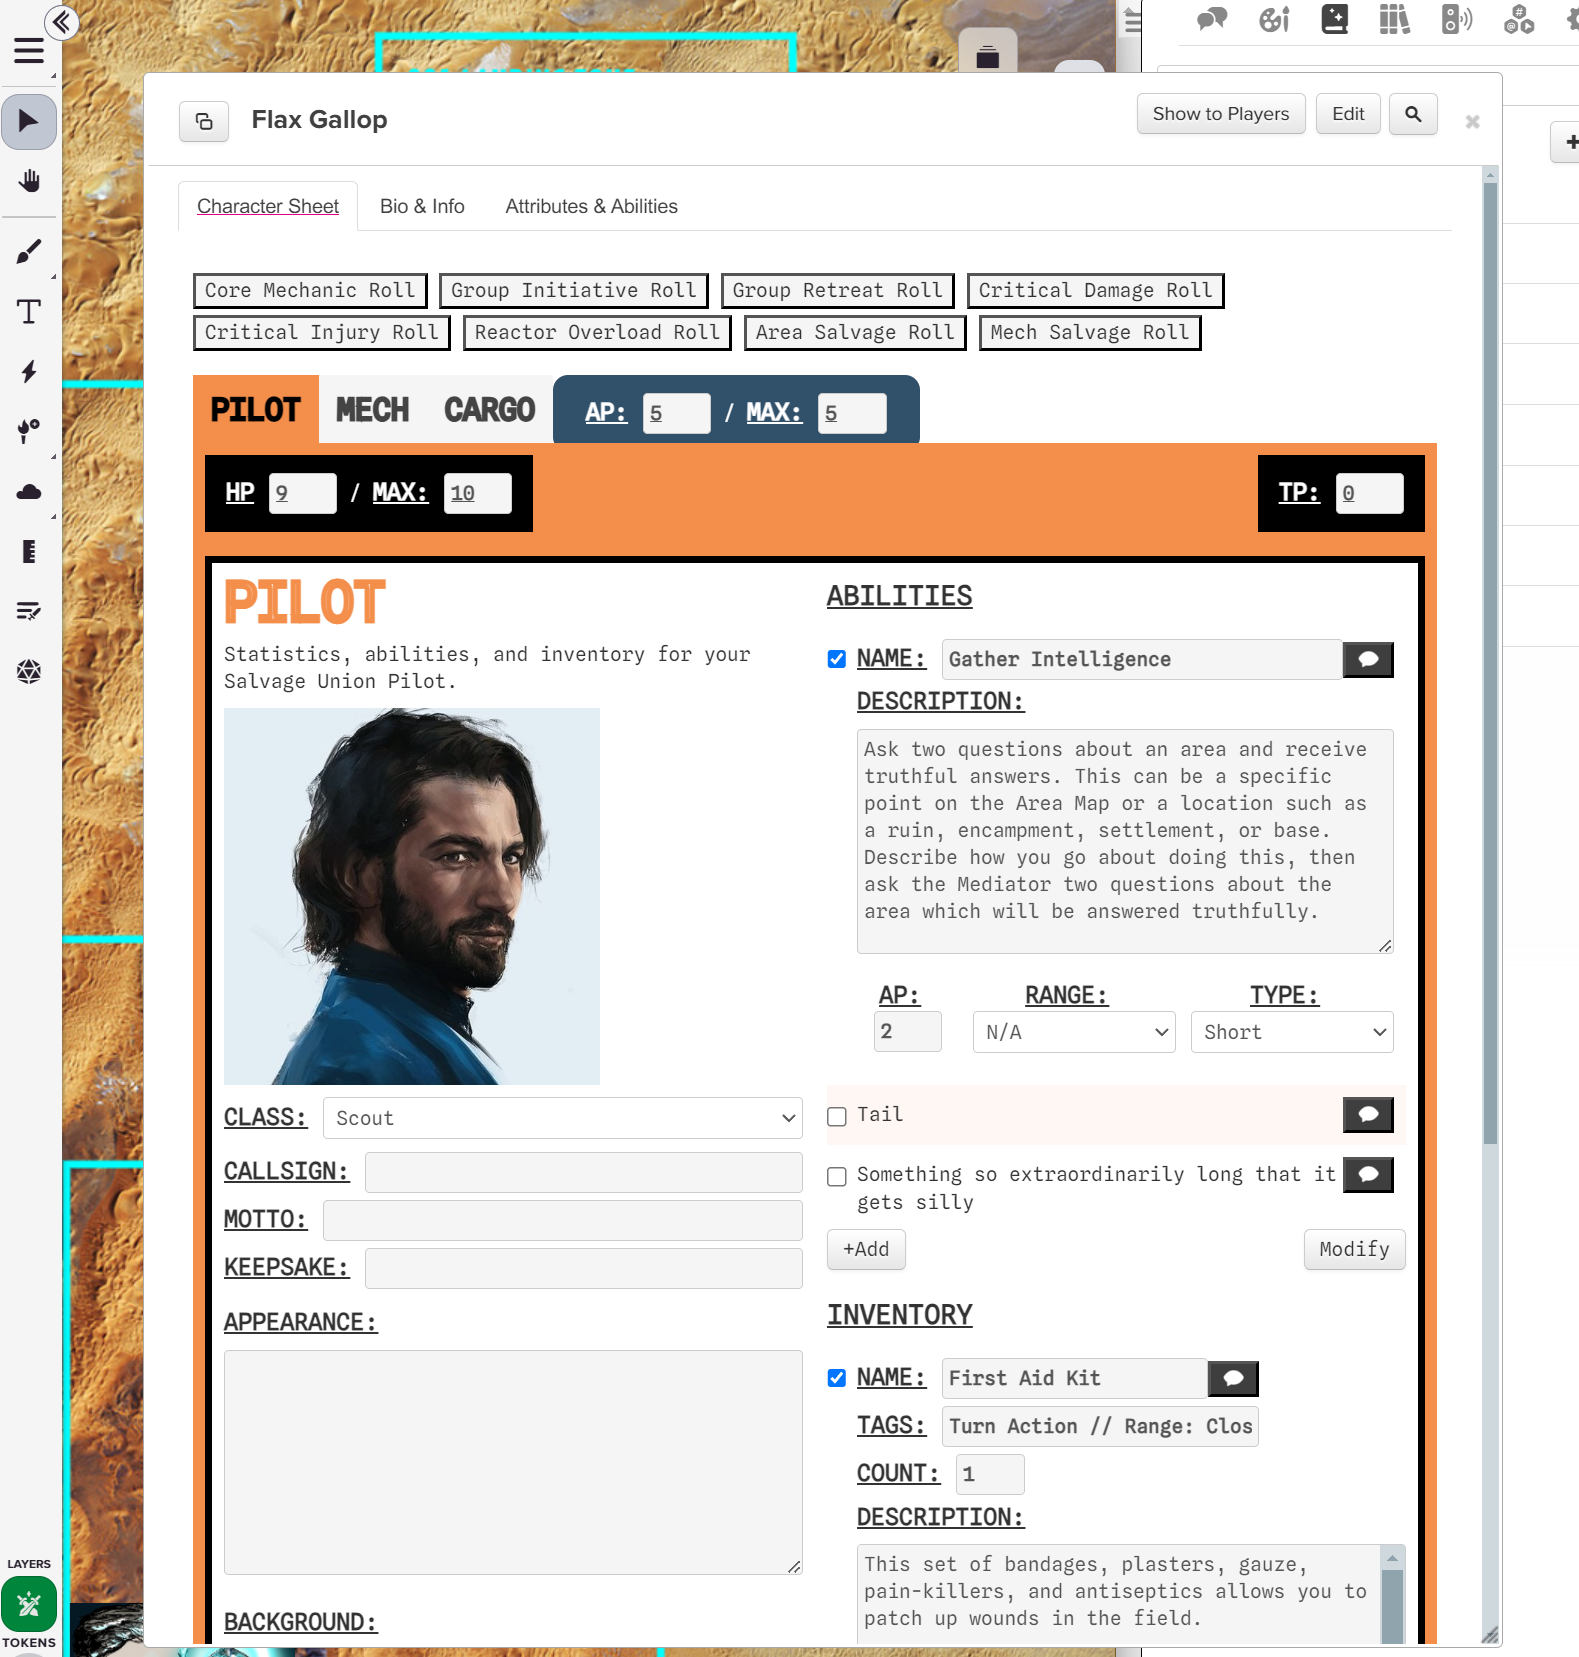 Flax Gallop
Show to Players
Edit
Character Sheet
Bio & Info
Attributes & Abilities
Core Mechanic Roll
Group Initiative Roll
Group Retreat Roll
Critical Damage Roll
Critical Injury Roll
Reactor Overload Roll
Area Salvage Roll
Mech Salvage Roll
PILOT
MECH
CARGO
AP: 5 / MAX: 5
HP 9 / MAX: 10
TP: 0
PILOT
Statistics, abilities, and inventory for your
Salvage Union Pilot.
CLASS: Scout
CALLSIGN:
MOTTO:
KEEPSAKE:
APPEARANCE:
BACKGROUND:
ABILITIES
NAME: Gather Intelligence
DESCRIPTION:
Ask two questions about an area and receive
truthful answers. This can be a specific
point on the Area Map or a location such as
a ruin, encampment, settlement, or base.
Describe how you go about doing this, then
ask the Mediator two questions about the
area which will be answered truthfully.
AP: RANGE: TYPE:
2 N/A Short
Tail
Something so extraordinarily long that it
gets silly
+Add
Modify
INVENTORY
NAME: First Aid Kit
TAGS: Turn Action // Range: Clos
COUNT: 1
DESCRIPTION:
This set of bandages, plasters, gauze,
pain-killers, and antiseptics allows you to
patch up wounds in the field.
LAYERS
TOKENS